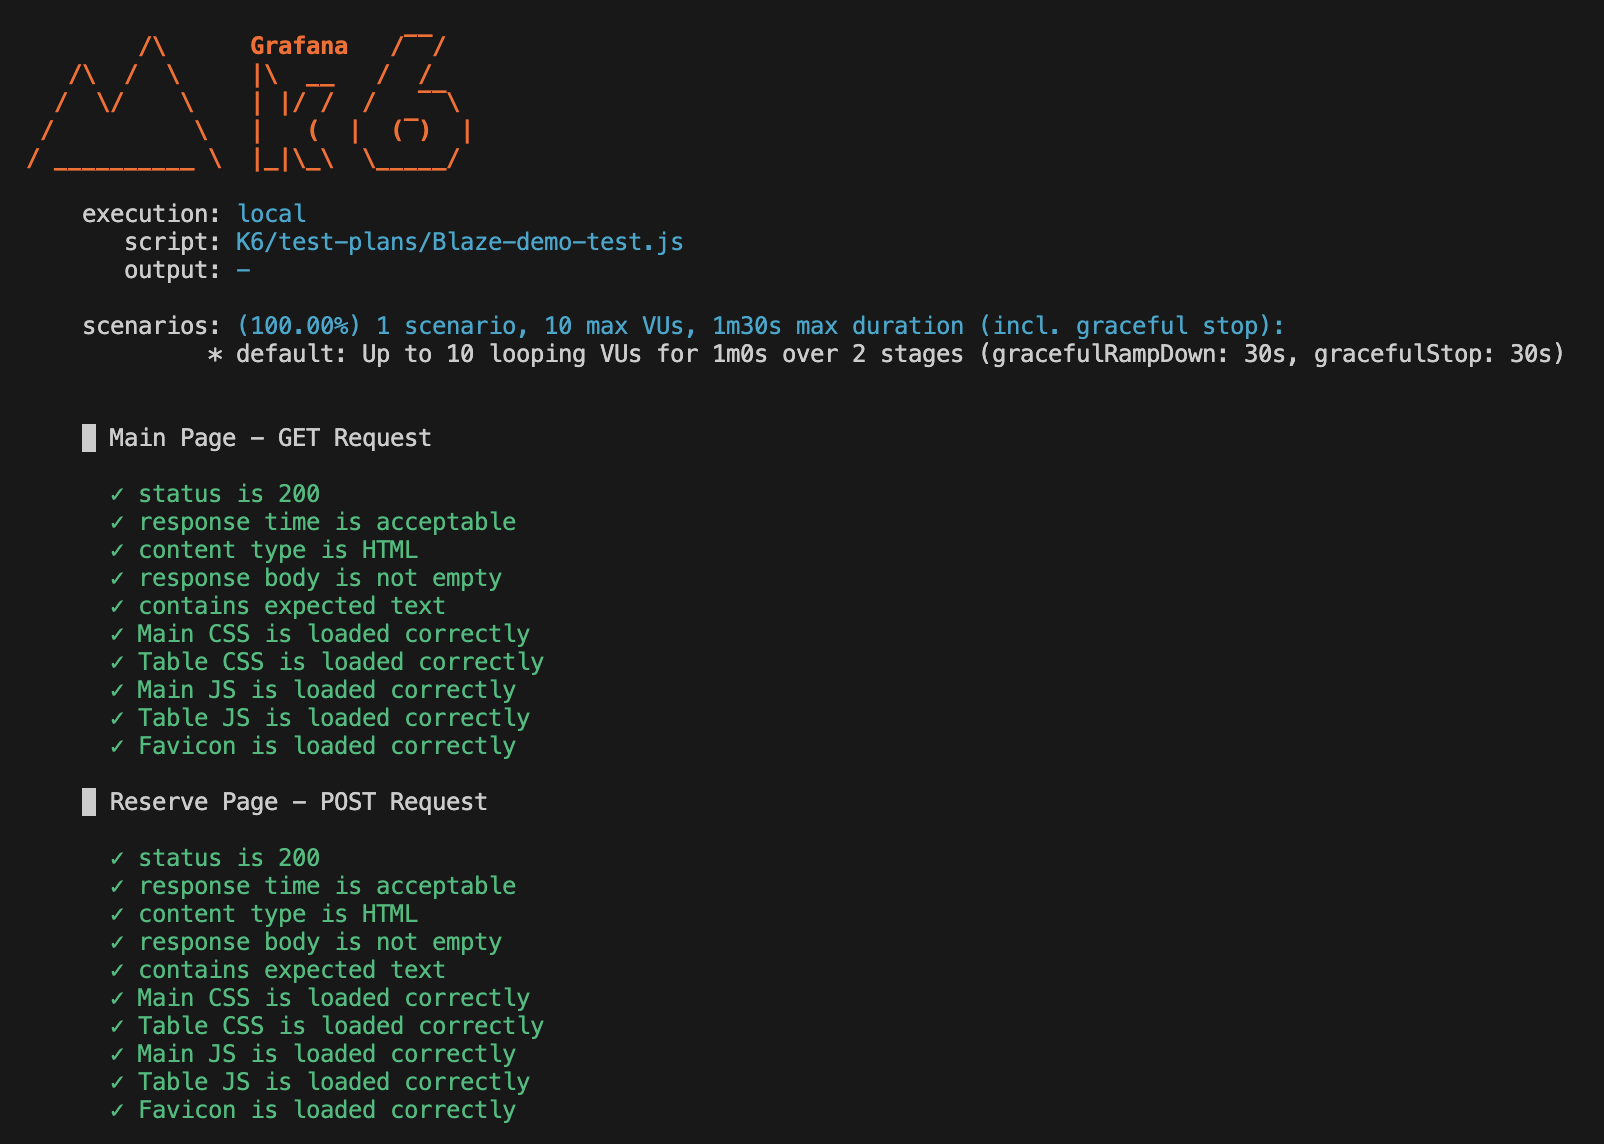 Grafana
execution: local
script: K6/test-plans/Blaze-demo-test.js
output: -
scenarios: (100.00%) 1 scenario, 10 max VUs, 1m30s max duration (incl. graceful stop):
* default: Up to 10 looping VUs for 1m0s over 2 stages (gracefulRampDown: 30s, gracefulStop: 30s)
█ Main Page - GET Request
✓ status is 200
✓ response time is acceptable
✓ content type is HTML
✓ response body is not empty
✓ contains expected text
✓ Main CSS is loaded correctly
✓ Table CSS is loaded correctly
✓ Main JS is loaded correctly
✓ Table JS is loaded correctly
✓ Favicon is loaded correctly
█ Reserve Page - POST Request
✓ status is 200
✓ response time is acceptable
✓ content type is HTML
✓ response body is not empty
✓ contains expected text
✓ Main CSS is loaded correctly
✓ Table CSS is loaded correctly
✓ Main JS is loaded correctly
✓ Table JS is loaded correctly
✓ Favicon is loaded correctly